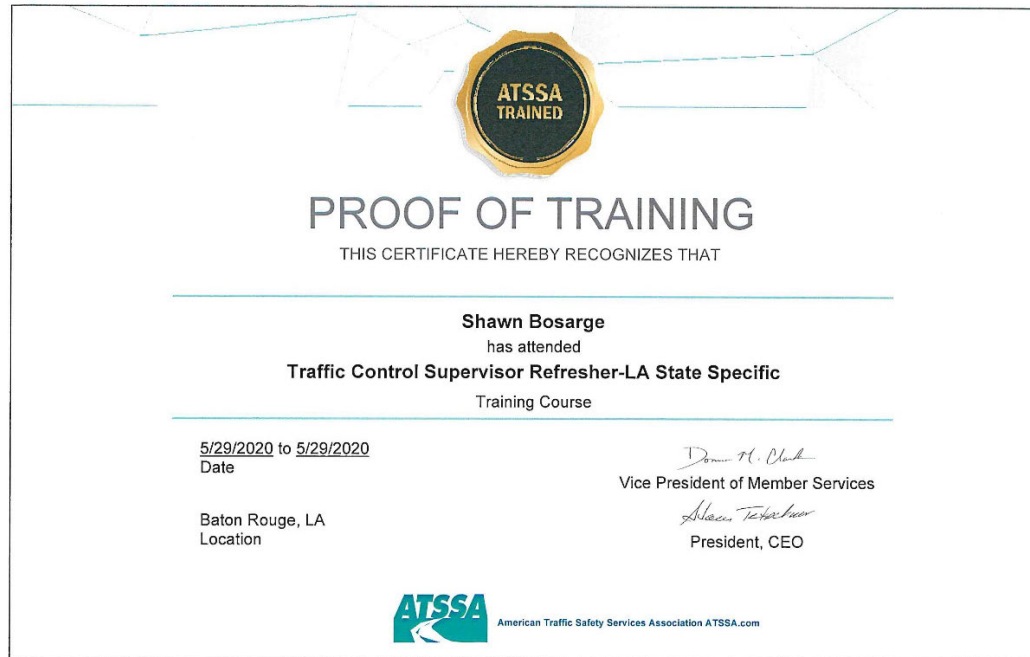 ATSSA
TRAINED
PROOF OF TRAINING
THIS CERTIFICATE HEREBY RECOGNIZES THAT
Shawn Bosarge
has attended
Traffic Control Supervisor Refresher-LA State Specific
Training Course
5/29/2020 to 5/29/2020
Date
Donna M. Clark
Vice President of Member Services
Baton Rouge, LA
Location
President, CEO
ATSSA
American Traffic Safety Services Association ATSSA.com